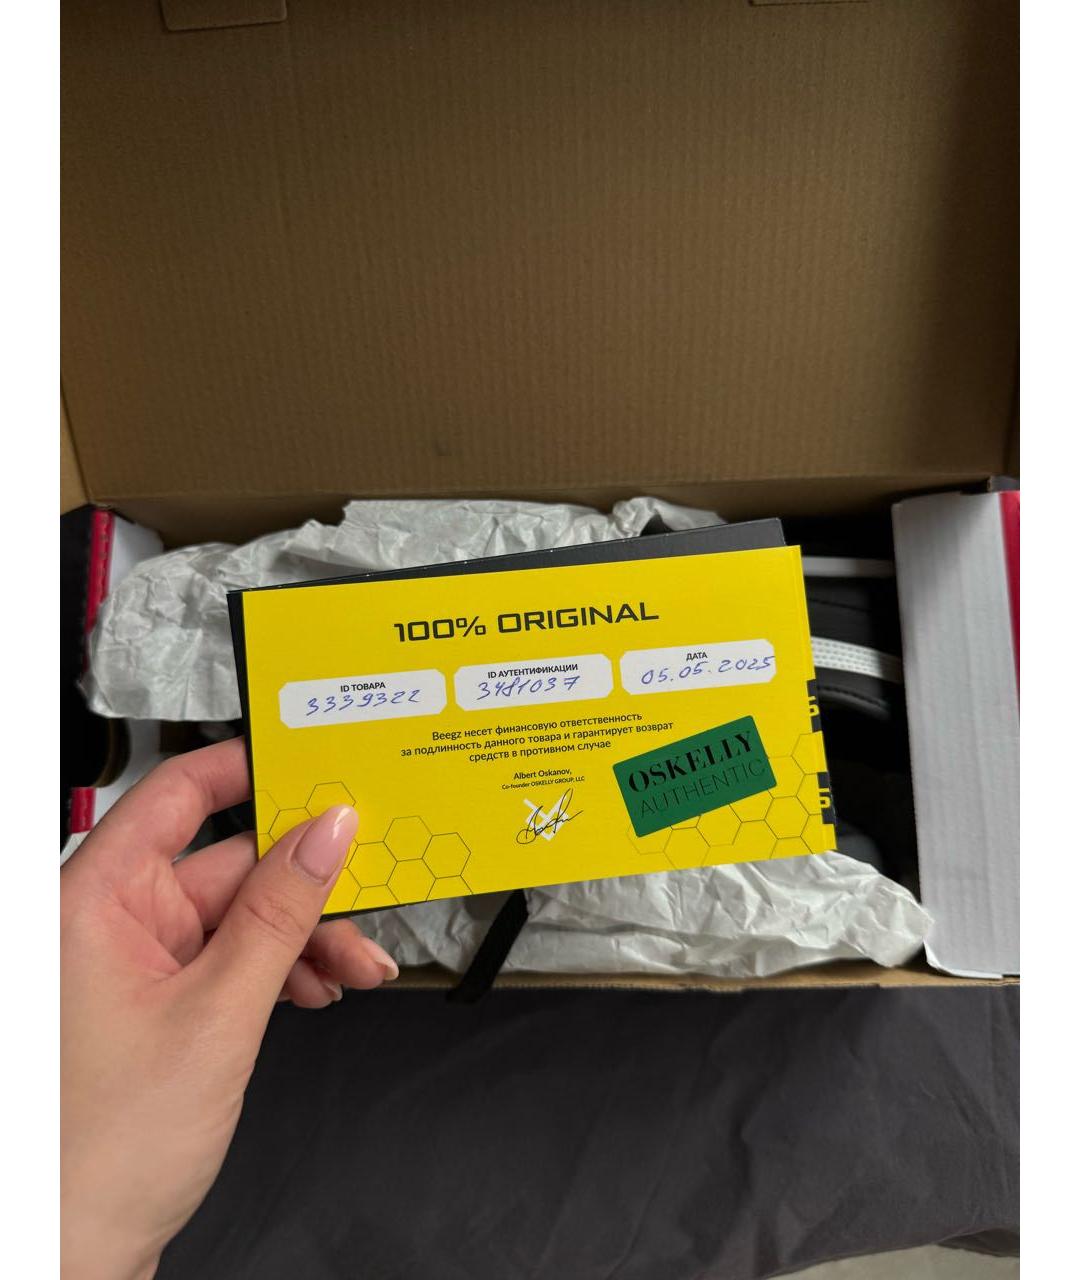 100% ORIGINAL
ID ТОВАРА
3339322
ID АУТЕНТИФИКАЦИИ
3481037
ДАТА
05.05.2025
Beegz несет финансовую ответственность
за подлинность данного товара и гарантирует возврат
средств в противном случае
Albert Oskanov,
Co-founder OSKELLY GROUP, LLC
OSKELLY
AUTHENTIC